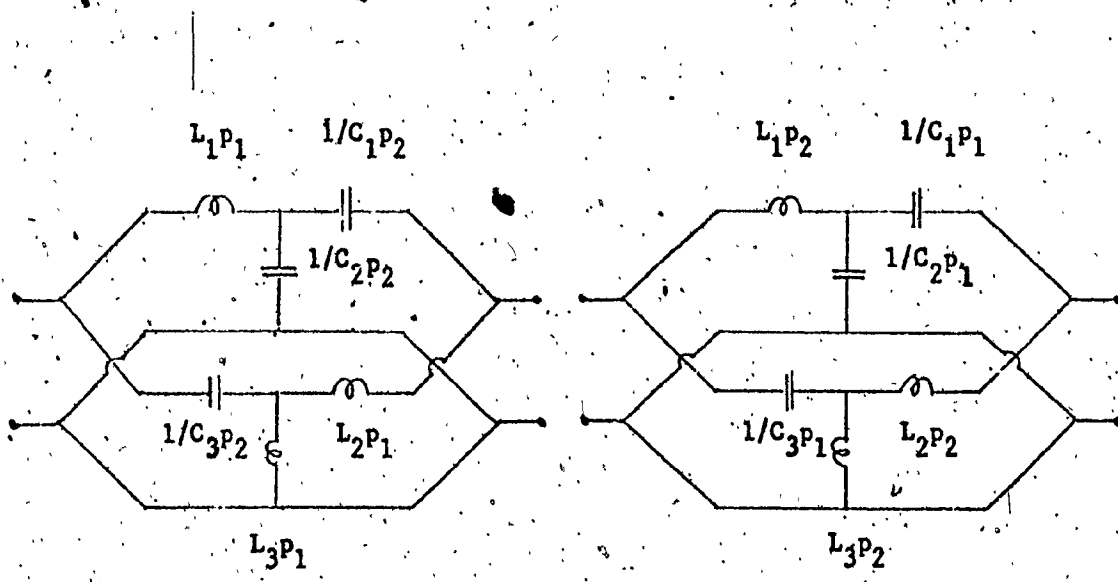 L₁p₁ 1/C₁p₂ L₁p₂ 1/C₁p₁
1/C₂p₂ 1/C₂p₁
1/C₃p₂ L₂p₁ 1/C₃p₁ L₂p₂
L₃p₁ L₃p₂